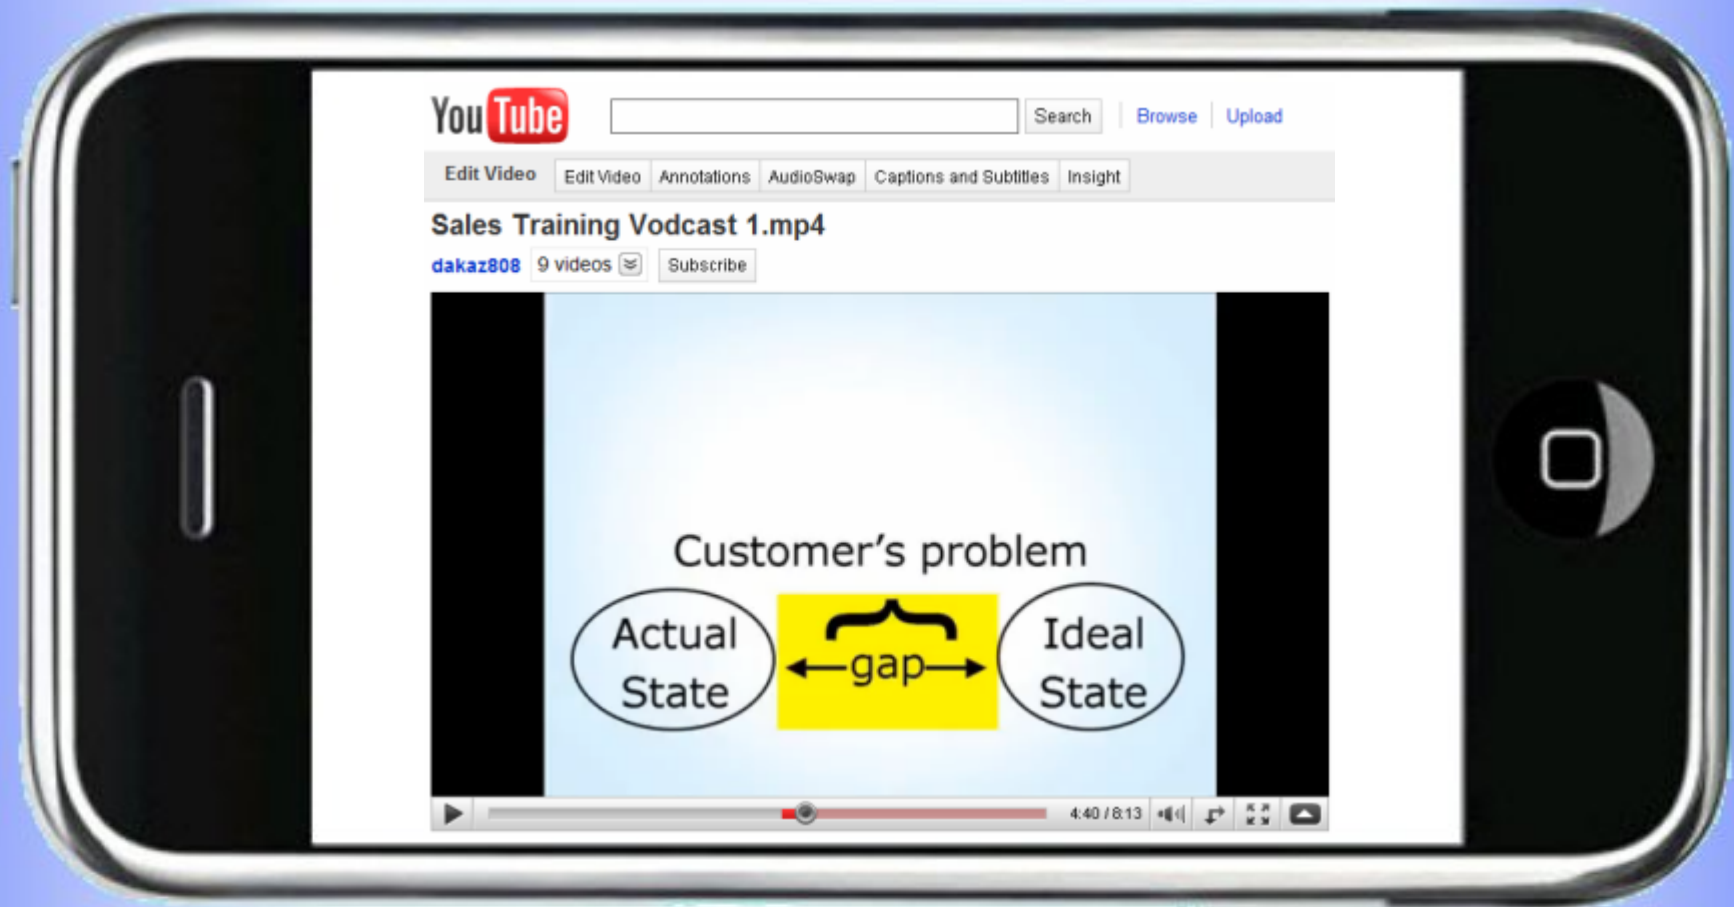 YouTube Search Browse Upload
Edit Video Edit Video Annotations AudioSwap Captions and Subtitles Insight
Sales Training Vodcast 1.mp4
dakaz808 9 videos Subscribe
Customer's problem
Actual gap Ideal
State State
4:40 / 8:13